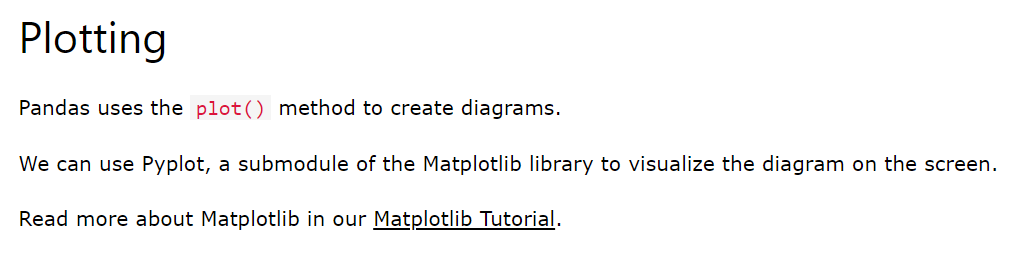 Plotting
Pandas uses the plot() method to create diagrams.
We can use Pyplot, a submodule of the Matplotlib library to visualize the diagram on the screen.
Read more about Matplotlib in our Matplotlib Tutorial.